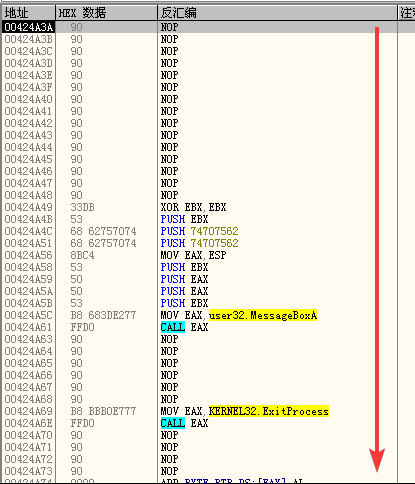 地址 HEX 数据 反汇编 注释
00424A3A 90 NOP
00424A3B 90 NOP
00424A3C 90 NOP
00424A3D 90 NOP
00424A3E 90 NOP
00424A3F 90 NOP
00424A40 90 NOP
00424A41 90 NOP
00424A42 90 NOP
00424A43 90 NOP
00424A44 90 NOP
00424A45 90 NOP
00424A46 90 NOP
00424A47 90 NOP
00424A48 90 NOP
00424A49 33DB XOR EBX,EBX
00424A4B 53 PUSH EBX
00424A4C 68 62757074 PUSH 74707562
00424A51 68 62757074 PUSH 74707562
00424A56 8BC4 MOV EAX,ESP
00424A58 53 PUSH EBX
00424A59 50 PUSH EAX
00424A5A 50 PUSH EAX
00424A5B 53 PUSH EBX
00424A5C B8 683DE277 MOV EAX,user32.MessageBoxA
00424A61 FFD0 CALL EAX
00424A63 90 NOP
00424A64 90 NOP
00424A65 90 NOP
00424A66 90 NOP
00424A67 90 NOP
00424A68 90 NOP
00424A69 B8 BBB0E777 MOV EAX,KERNEL32.ExitProcess
00424A6E FFD0 CALL EAX
00424A70 90 NOP
00424A71 90 NOP
00424A72 90 NOP
00424A73 90 NOP
00424A74 0000 ADD BYTE PTR DS:[EAX],AL